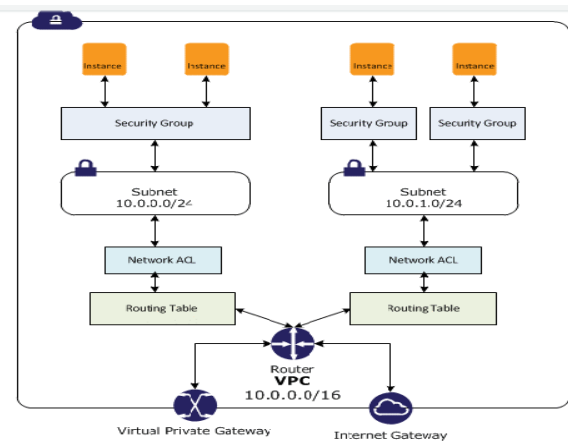 Instance
Instance
Instance
Instance
Security Group
Security Group
Security Group
Subnet
10.0.0.0/24
Subnet
10.0.1.0/24
Network ACL
Network ACL
Routing Table
Routing Table
Router
VPC
10.0.0.0/16
Virtual Private Gateway
Internet Gateway